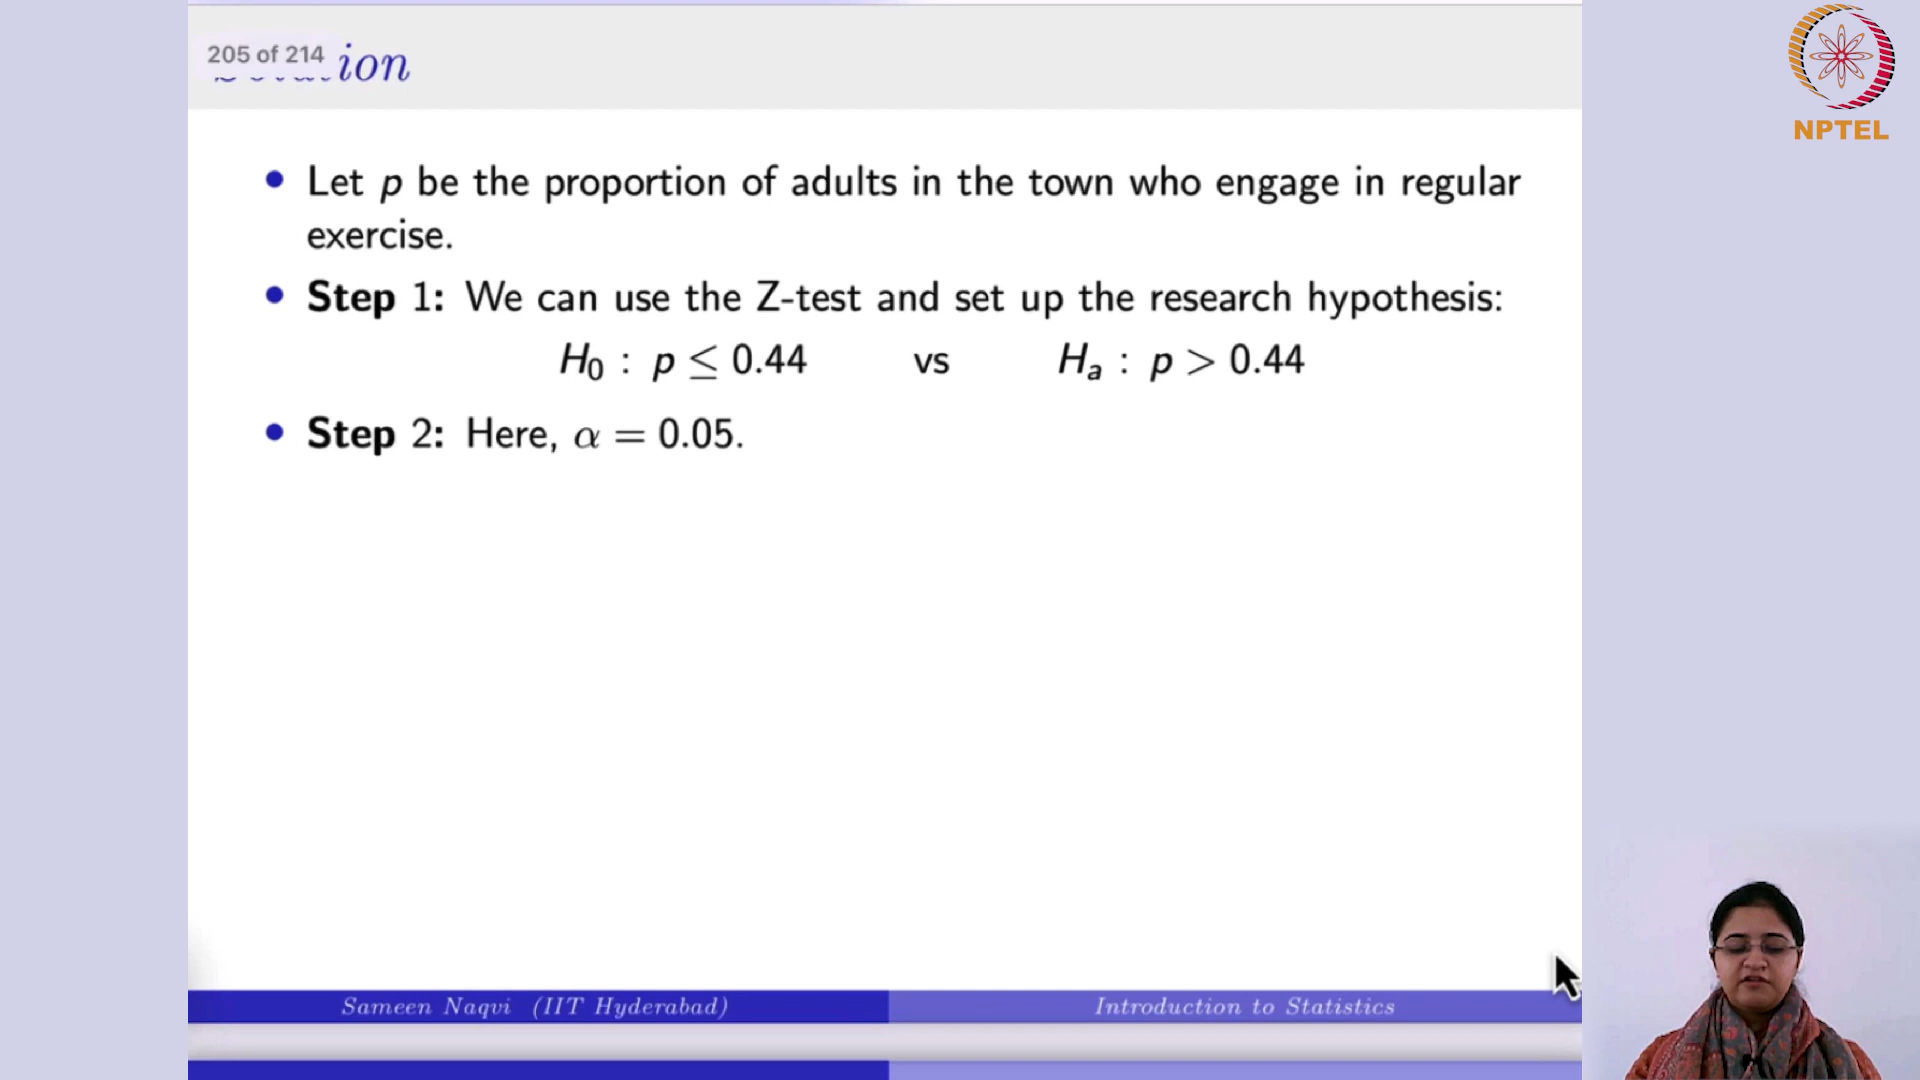 205 of 214
ion
NPTEL
• Let p be the proportion of adults in the town who engage in regular
exercise.
• Step 1: We can use the Z-test and set up the research hypothesis:
H₀ : p ≤ 0.44 vs Hₐ : p > 0.44
• Step 2: Here, α = 0.05.
Sameen Naqvi (IIT Hyderabad) Introduction to Statistics